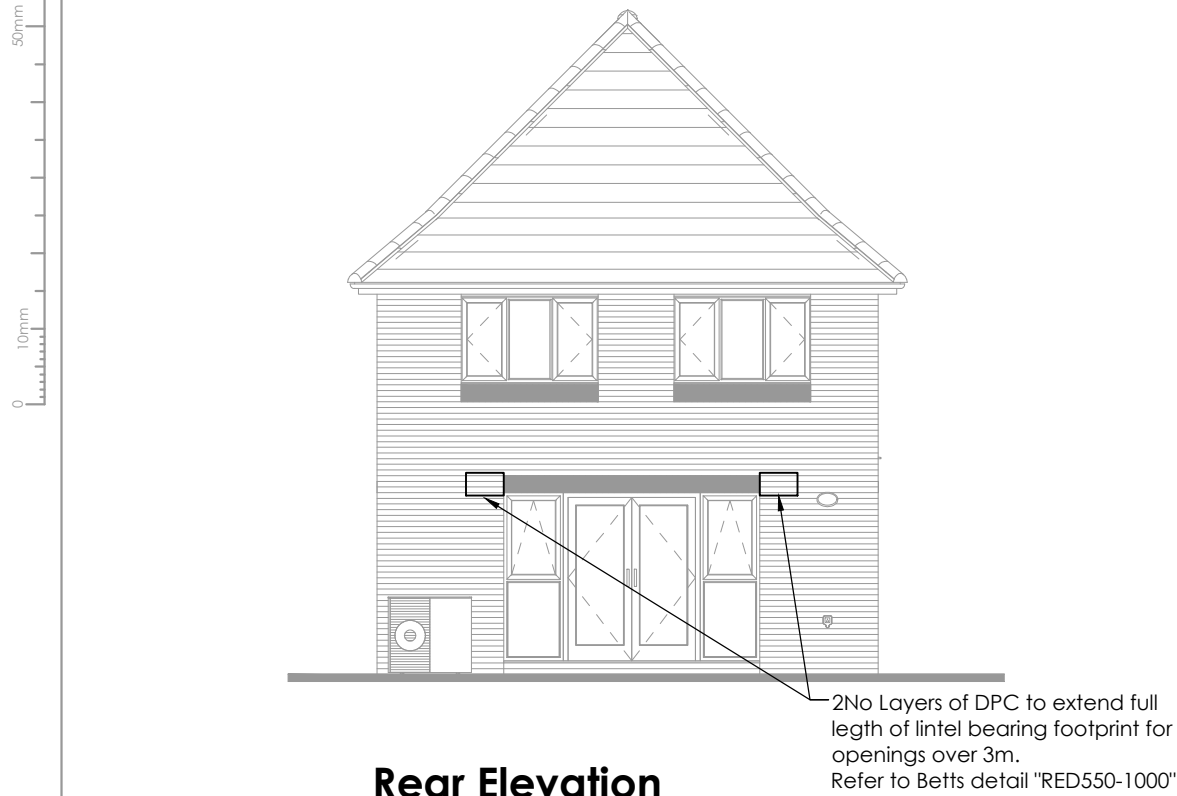 50mm
10mm
0
2No Layers of DPC to extend full
legth of lintel bearing footprint for
openings over 3m.
Refer to Betts detail "RED550-1000"
Rear Elevation